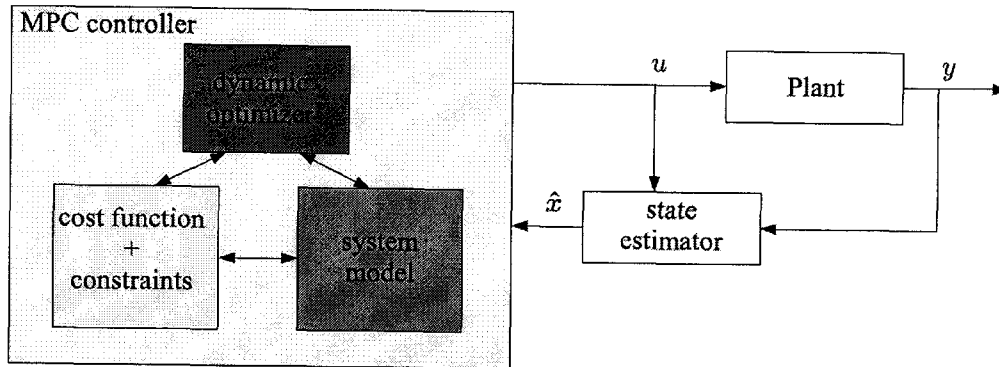 MPC controller
dynamic
optimizer
cost function
+
constraints
system
model
u
Plant
y
x̂
state
estimator